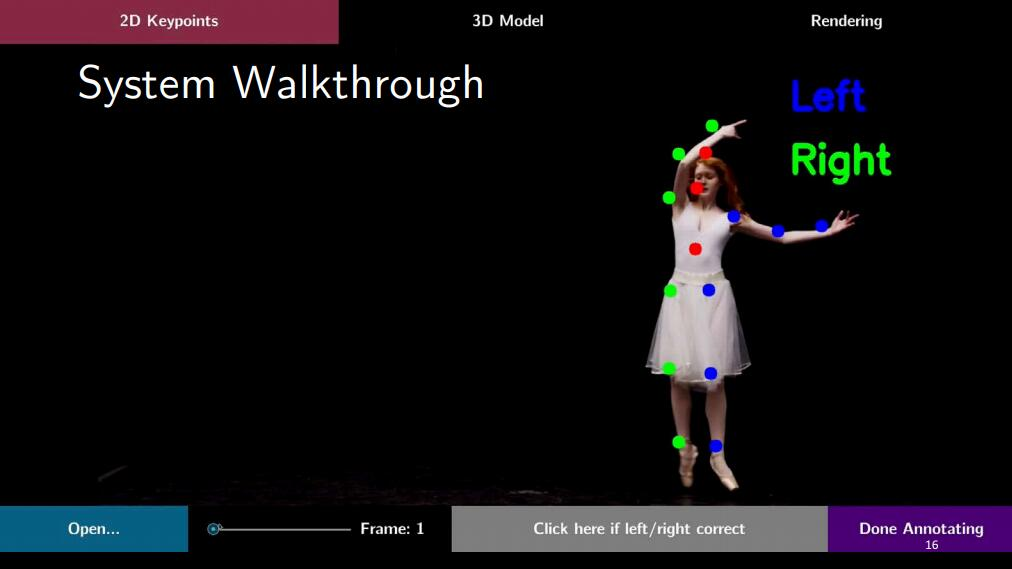 2D Keypoints
3D Model
Rendering
System Walkthrough
Left
Right
Open...
Frame: 1
Click here if left/right correct
Done Annotating
16